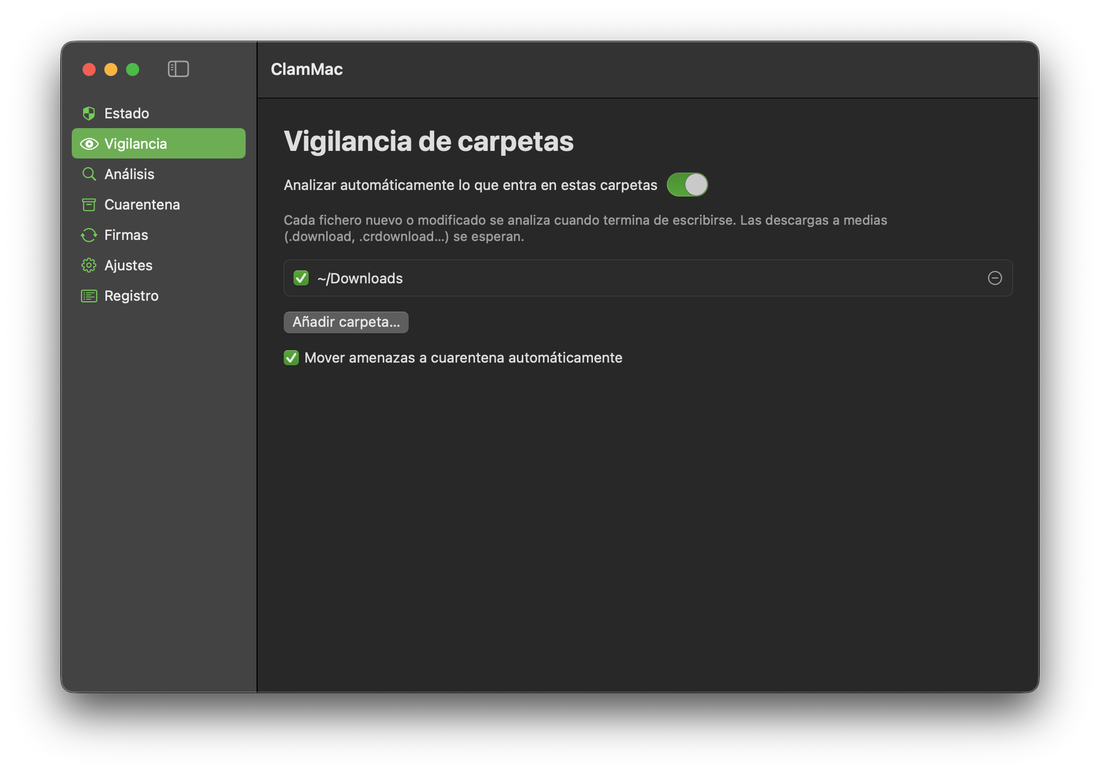 ClamMac
Estado
Vigilancia
Análisis
Cuarentena
Firmas
Ajustes
Registro
Vigilancia de carpetas
Analizar automáticamente lo que entra en estas carpetas
Cada fichero nuevo o modificado se analiza cuando termina de escribirse. Las descargas a medias
(.download, .crdownload…) se esperan.
~/Downloads
Añadir carpeta…
Mover amenazas a cuarentena automáticamente